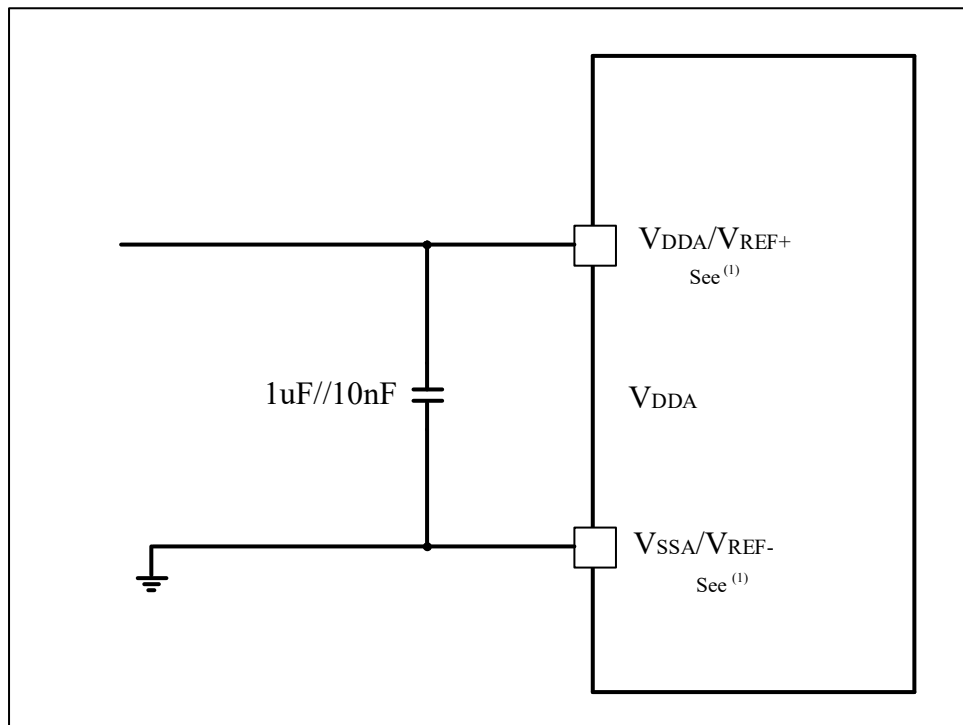 VDDA/VREF+
See (1)
1uF//10nF
VDDA
VSSA/VREF-
See (1)